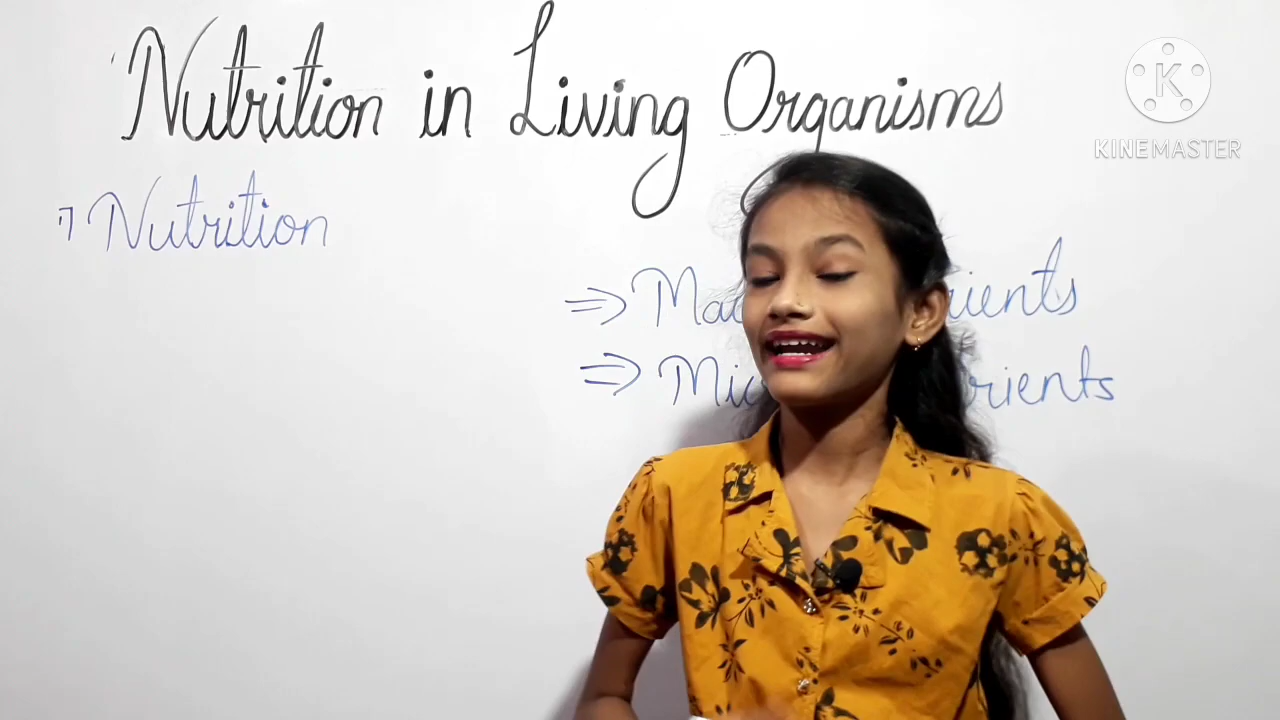 Nutrition in Living Organisms
K
KINEMASTER
Nutrition
⇒
⇒